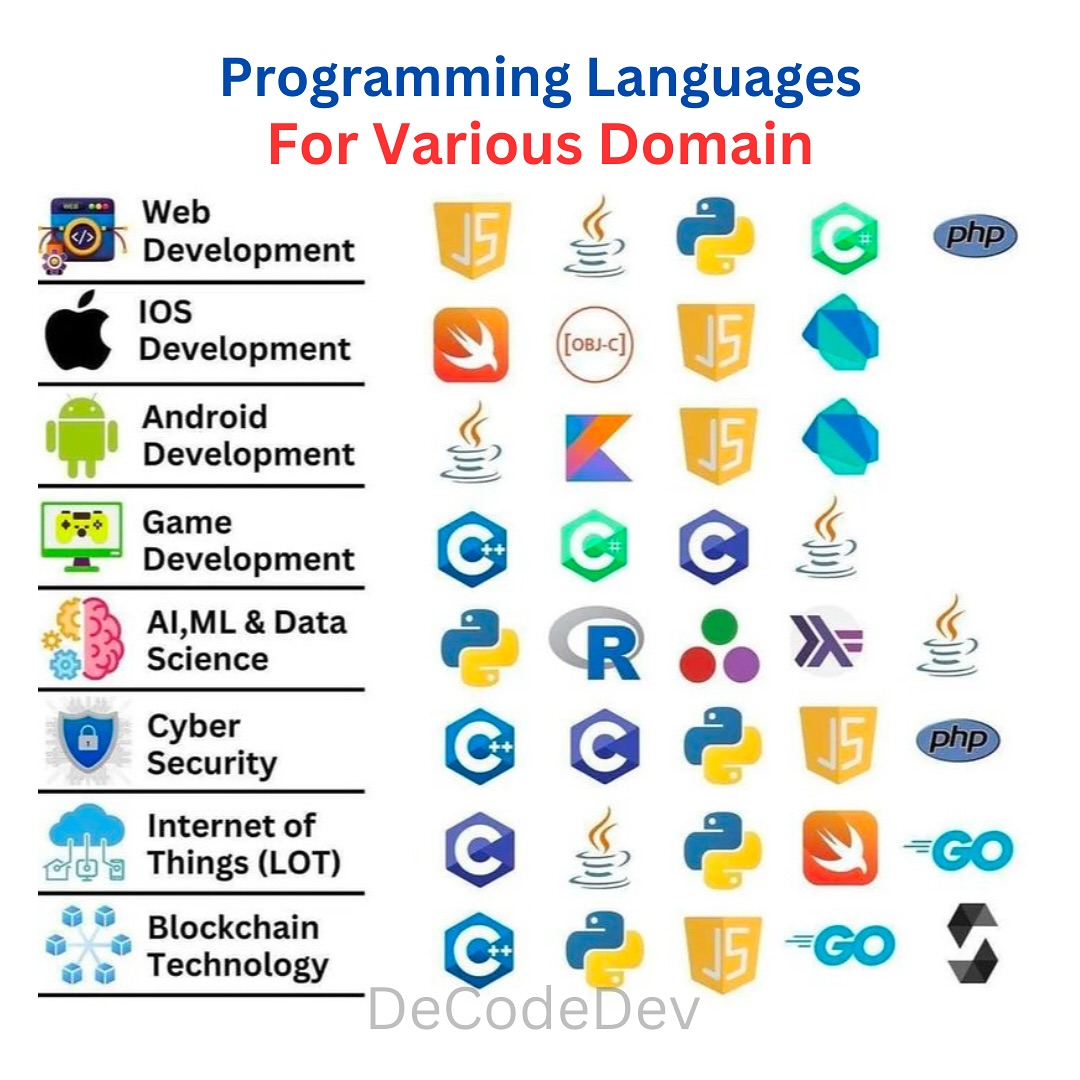 Programming Languages
For Various Domain
WEB
</>
Web
Development
JS
C#
php
IOS
Development
[OBJ-C]
JS
Android
Development
JS
Game
Development
C++
C#
C
AI,ML & Data
Science
R
Cyber
Security
C++
C
JS
php
Internet of
Things (LOT)
C
GO
Blockchain
Technology
C++
JS
GO
DeCodeDev